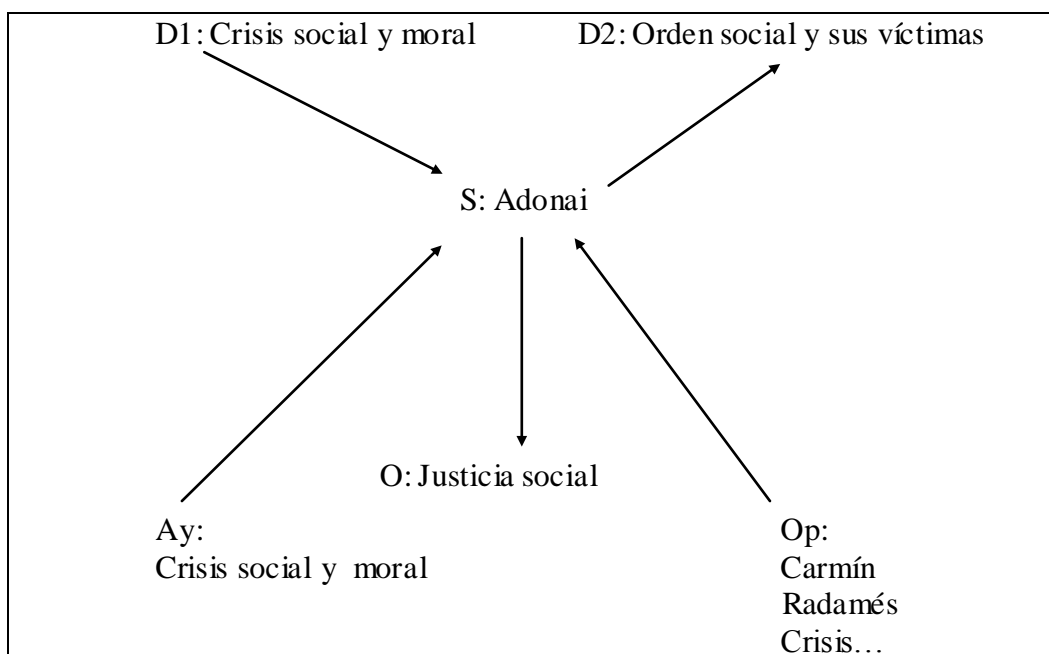 D1: Crisis social y moral
D2: Orden social y sus víctimas
S: Adonai
O: Justicia social
Ay:
Crisis social y moral
Op:
Carmín
Radamés
Crisis…